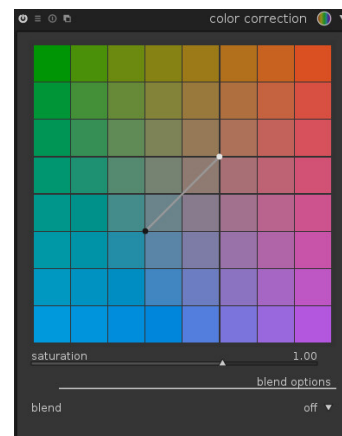 color correction
saturation 1.00
blend options
blend off